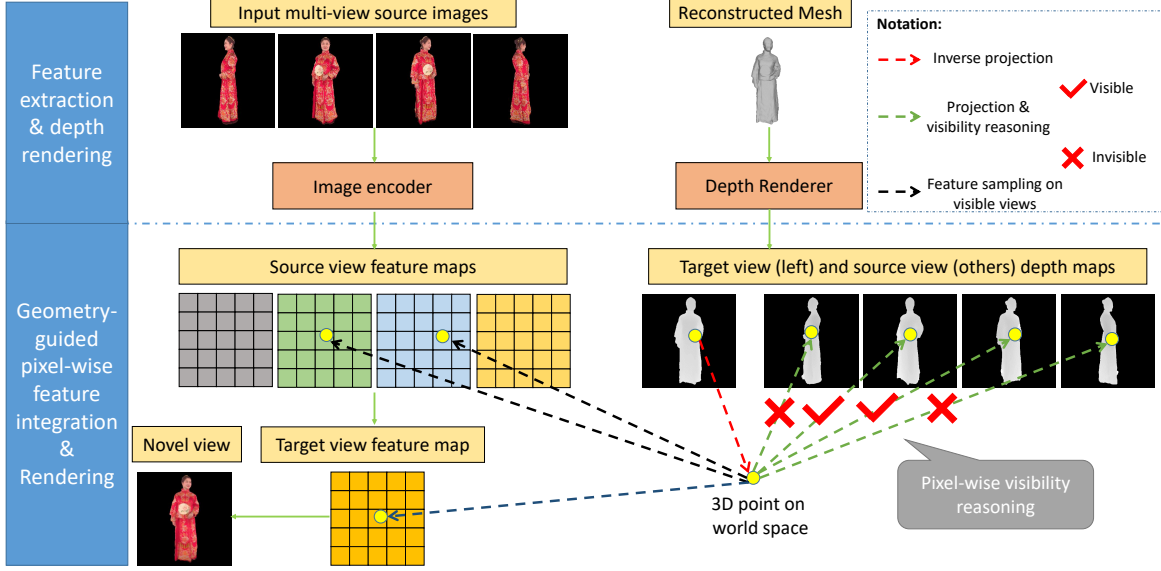 Feature
extraction
& depth
rendering
Input multi-view source images
Reconstructed Mesh
Image encoder
Depth Renderer
Notation:
Inverse projection
Visible
Projection &
visibility reasoning
Invisible
Feature sampling on
visible views
Geometry-
guided
pixel-wise
feature
integration
&
Rendering
Source view feature maps
Target view (left) and source view (others) depth maps
Novel view
Target view feature map
3D point on
world space
Pixel-wise visibility
reasoning